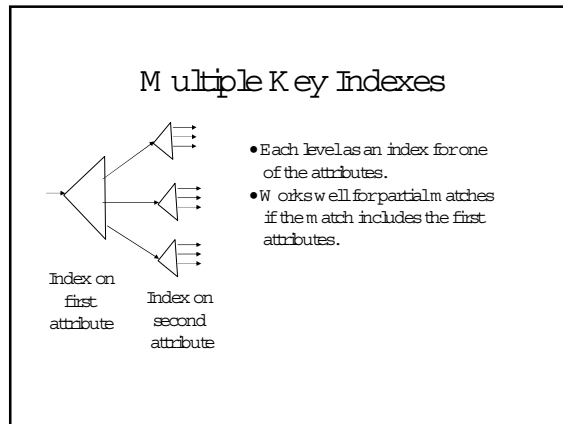 Multiple Key Indexes
•Each level as an index for one
of the attributes.
•Works well for partial matches
if the match includes the first
attributes.
Index on
first
attribute
Index on
second
attribute